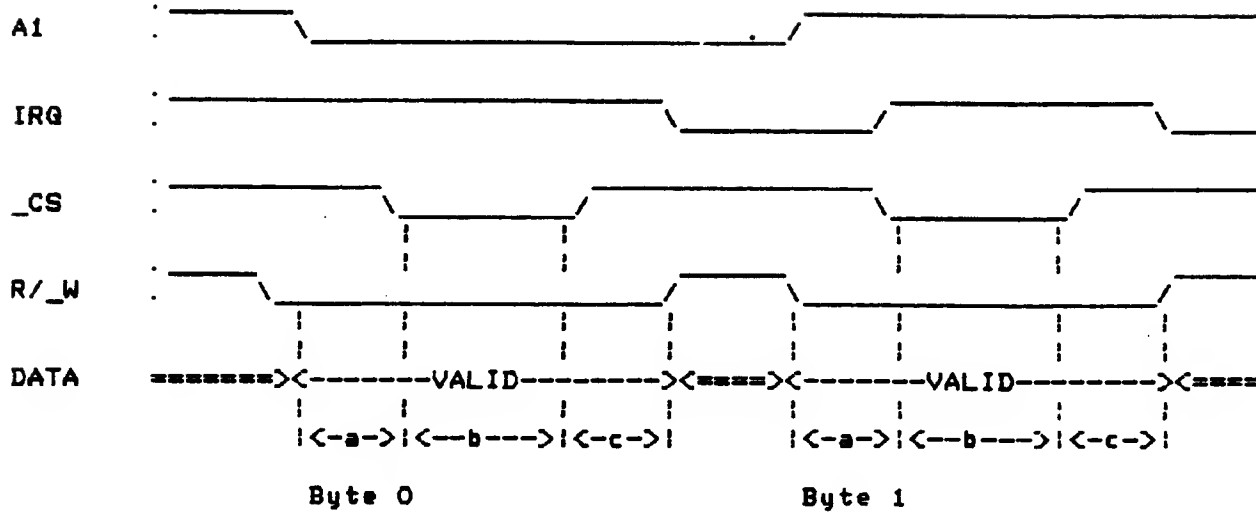 A1
IRQ
_CS
R/_W
DATA =======><--------VALID--------><====><--------VALID--------><====
|<-a->|<--b--->|<-c->| |<-a->|<--b--->|<-c->|
Byte 0 Byte 1